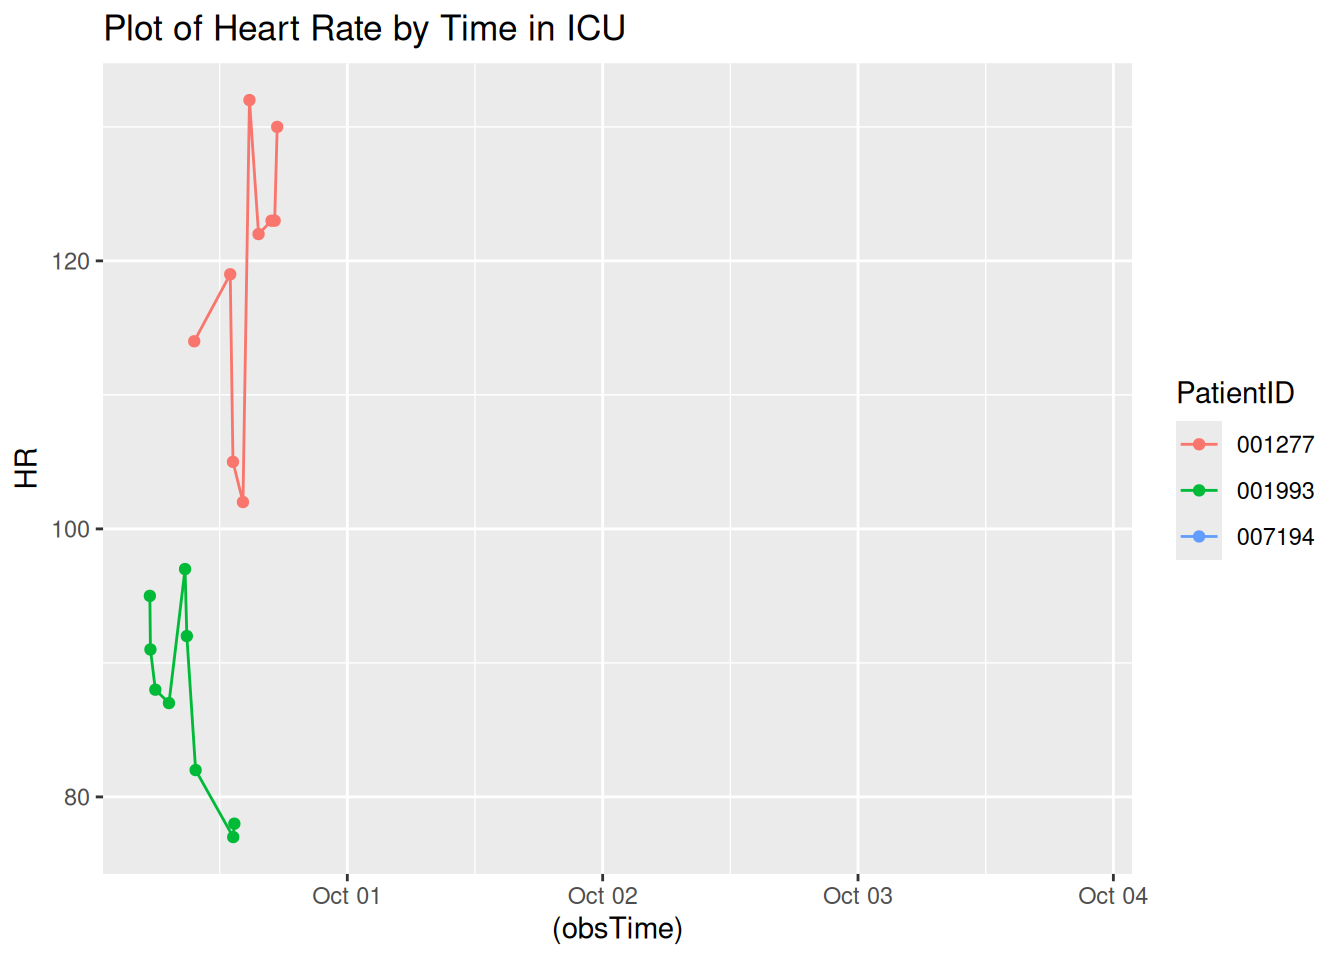 Plot of Heart Rate by Time in ICU
120
100
80
HR
Oct 01
Oct 02
Oct 03
Oct 04
(obsTime)
PatientID
001277
001993
007194